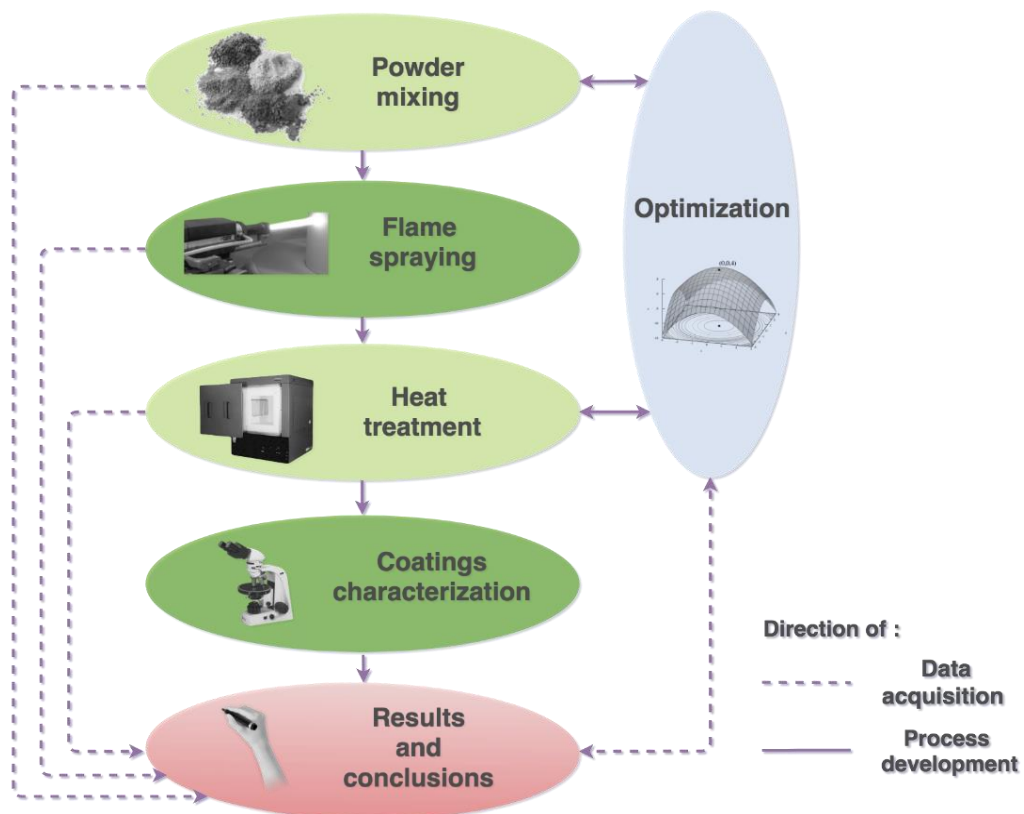 Powder
mixing
Flame
spraying
Optimization
Heat
treatment
Coatings
characterization
Results
and
conclusions
Direction of :
Data
acquisition
Process
development